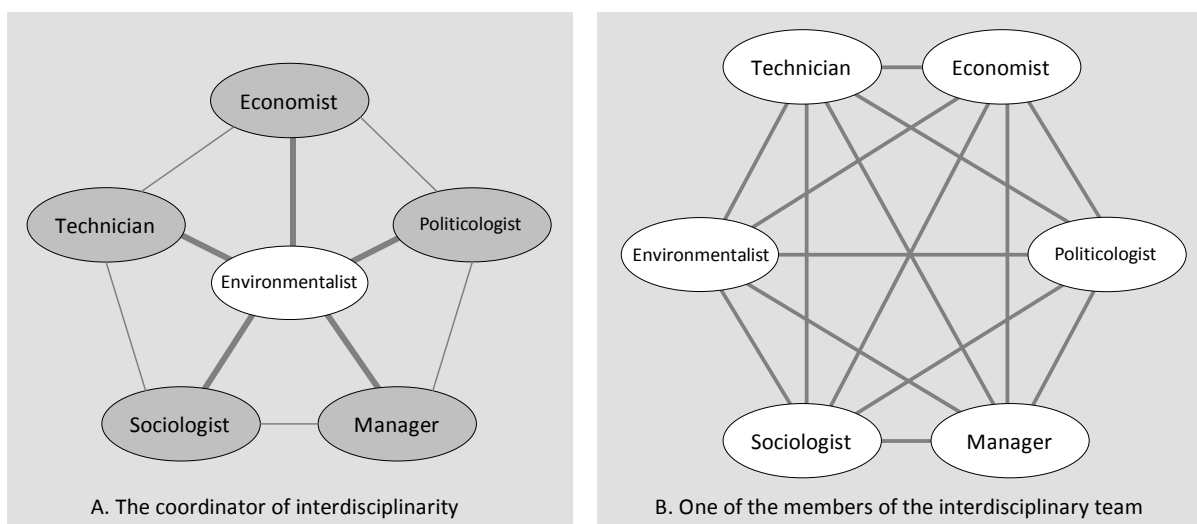 Economist
Technician
Politicologist
Environmentalist
Sociologist
Manager
A. The coordinator of interdisciplinarity
Technician
Economist
Environmentalist
Politicologist
Sociologist
Manager
B. One of the members of the interdisciplinary team